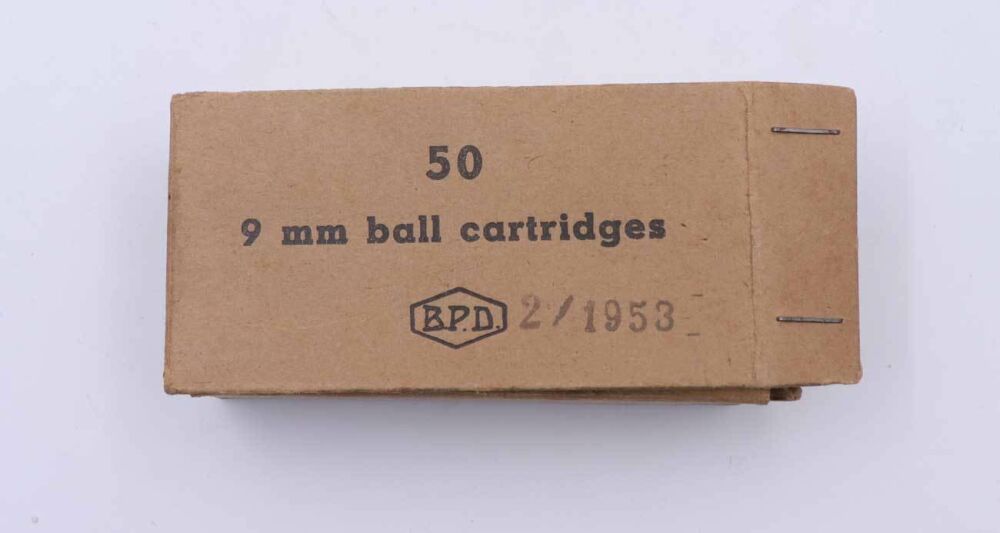 50
9 mm ball cartridges
B.P.D. 2/1953